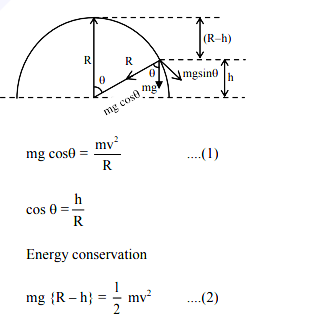 (R–h)
R
R
θ
θ
mgsinθ
h
mg
mg cosθ
mg cosθ = mv²/R ....(1)
cos θ = h/R
Energy conservation
mg {R – h} = 1/2 mv² ....(2)